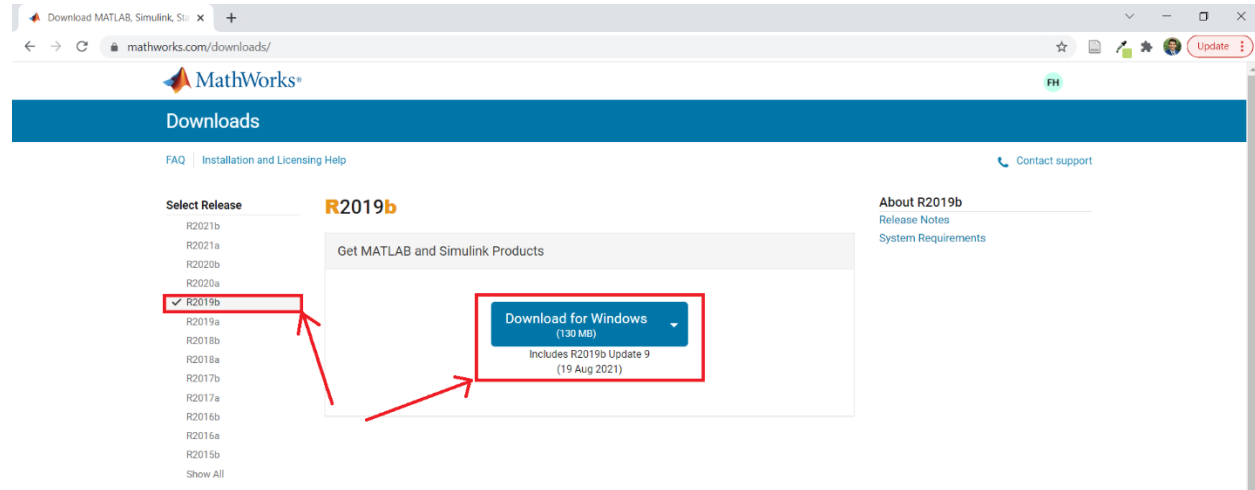 Download MATLAB, Simulink, Sta
mathworks.com/downloads/
Update
MathWorks®
FH
Downloads
FAQ
Installation and Licensing Help
Contact support
Select Release
R2021b
R2021a
R2020b
R2020a
R2019b
R2019a
R2018b
R2018a
R2017b
R2017a
R2016b
R2016a
R2015b
Show All
R2019b
Get MATLAB and Simulink Products
Download for Windows
(130 MB)
Includes R2019b Update 9
(19 Aug 2021)
About R2019b
Release Notes
System Requirements